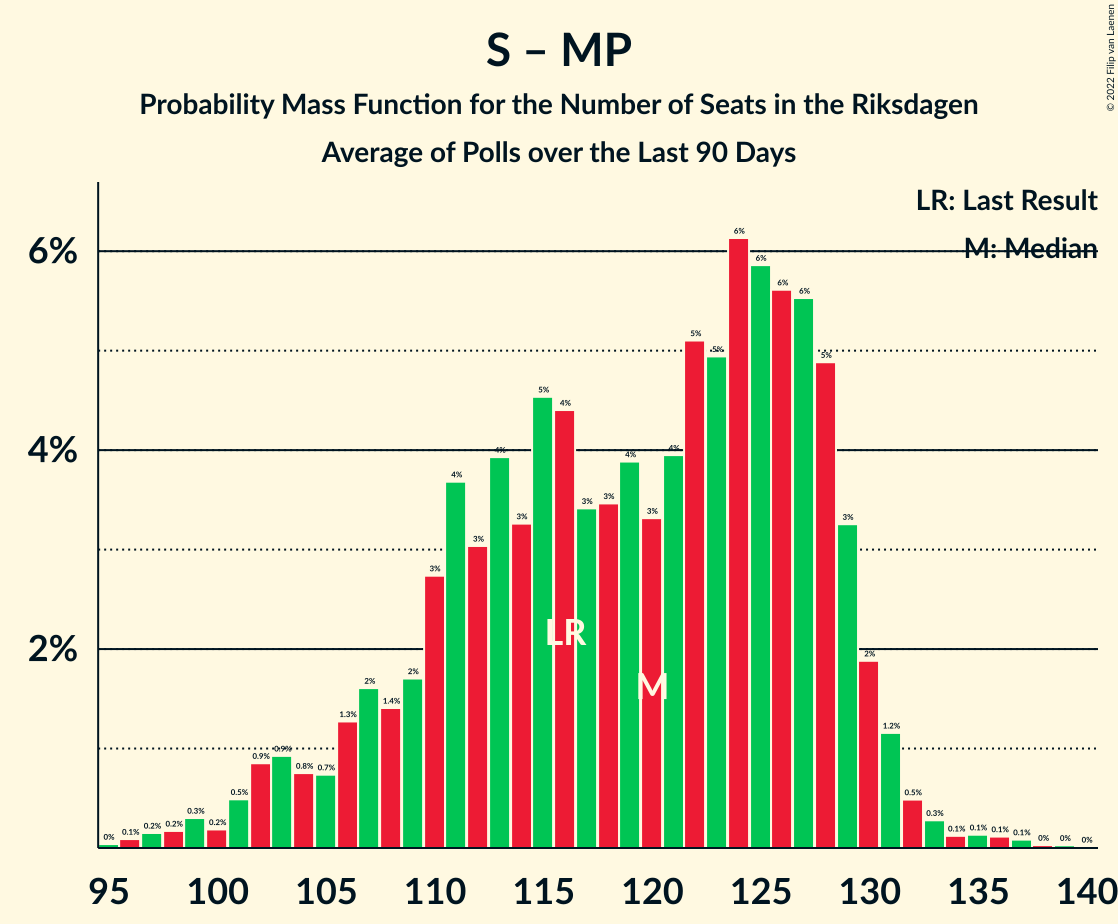 S – MP
Probability Mass Function for the Number of Seats in the Riksdagen
Average of Polls over the Last 90 Days
© 2022 Filip van Laenen
LR: Last Result
M: Median
6%
4%
2%
0% 0.1% 0.2% 0.2% 0.3% 0.2% 0.5% 0.9% 0.9% 0.8% 0.7% 1.3% 2% 1.4% 2% 3% 4% 3% 4% 3% 5% 4% 3% 3% 4% 3% 4% 5% 5% 6% 6% 6% 6% 5% 3% 2% 1.2% 0.5% 0.3% 0.1% 0.1% 0.1% 0.1% 0% 0% 0%
LR
M
95 100 105 110 115 120 125 130 135 140